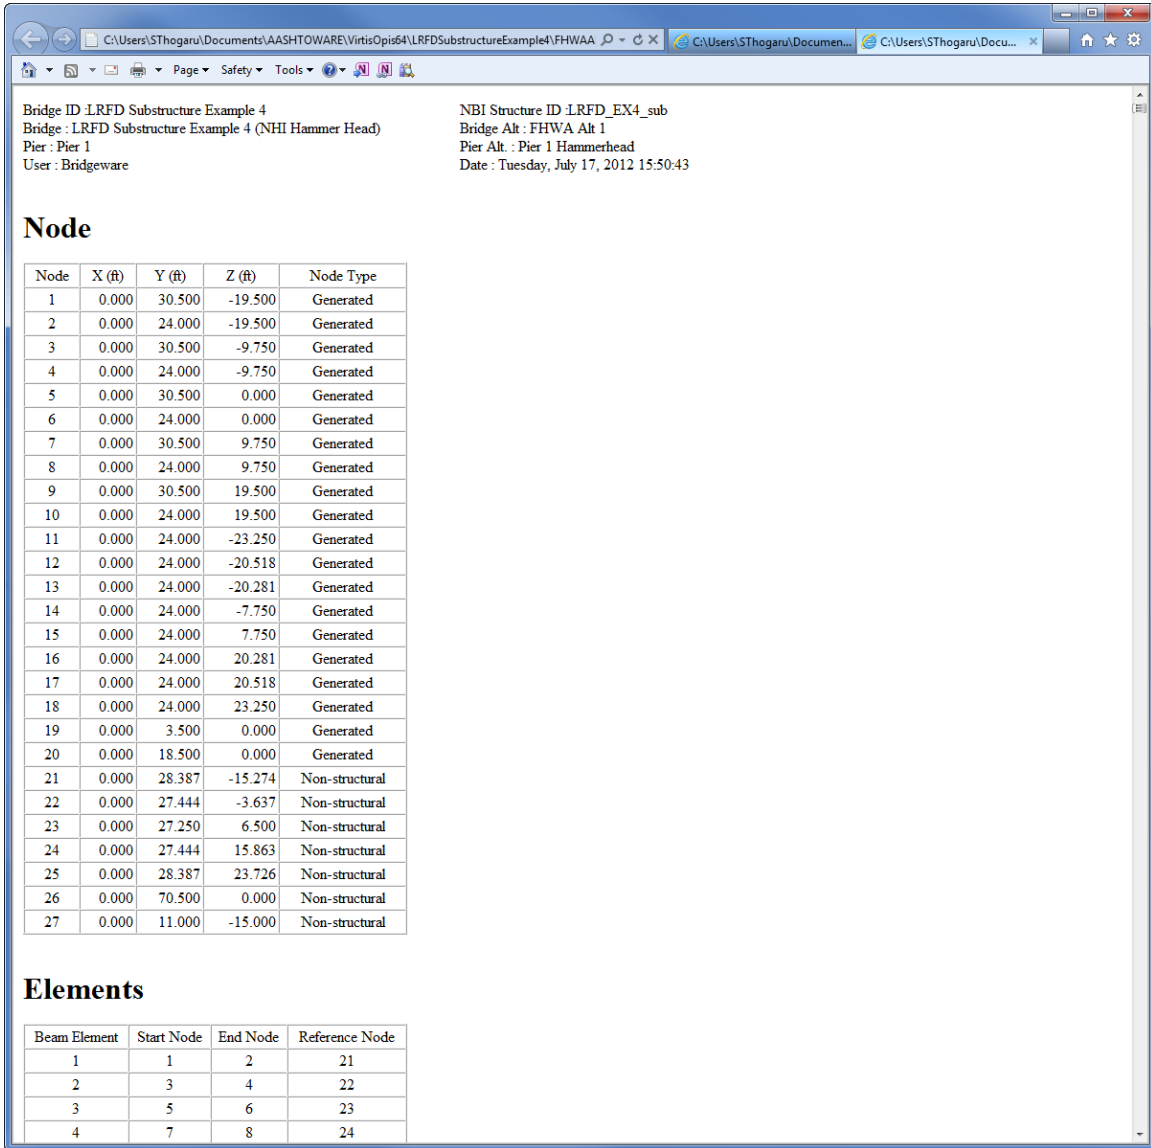 C:\Users\SThogaru\Documents\AASHTOWARE\VirtisOpis64\LRFDSubstructureExample4\FHWAA
C:\Users\SThogaru\Documen...
C:\Users\SThogaru\Docu...
Page Safety Tools
Bridge ID :LRFD Substructure Example 4 NBI Structure ID :LRFD_EX4_sub
Bridge : LRFD Substructure Example 4 (NHI Hammer Head) Bridge Alt : FHWA Alt 1
Pier : Pier 1 Pier Alt. : Pier 1 Hammerhead
User : Bridgeware Date : Tuesday, July 17, 2012 15:50:43
Node
Node X (ft) Y (ft) Z (ft) Node Type
1 0.000 30.500 -19.500 Generated
2 0.000 24.000 -19.500 Generated
3 0.000 30.500 -9.750 Generated
4 0.000 24.000 -9.750 Generated
5 0.000 30.500 0.000 Generated
6 0.000 24.000 0.000 Generated
7 0.000 30.500 9.750 Generated
8 0.000 24.000 9.750 Generated
9 0.000 30.500 19.500 Generated
10 0.000 24.000 19.500 Generated
11 0.000 24.000 -23.250 Generated
12 0.000 24.000 -20.518 Generated
13 0.000 24.000 -20.281 Generated
14 0.000 24.000 -7.750 Generated
15 0.000 24.000 7.750 Generated
16 0.000 24.000 20.281 Generated
17 0.000 24.000 20.518 Generated
18 0.000 24.000 23.250 Generated
19 0.000 3.500 0.000 Generated
20 0.000 18.500 0.000 Generated
21 0.000 28.387 -15.274 Non-structural
22 0.000 27.444 -3.637 Non-structural
23 0.000 27.250 6.500 Non-structural
24 0.000 27.444 15.863 Non-structural
25 0.000 28.387 23.726 Non-structural
26 0.000 70.500 0.000 Non-structural
27 0.000 11.000 -15.000 Non-structural
Elements
Beam Element Start Node End Node Reference Node
1 1 2 21
2 3 4 22
3 5 6 23
4 7 8 24